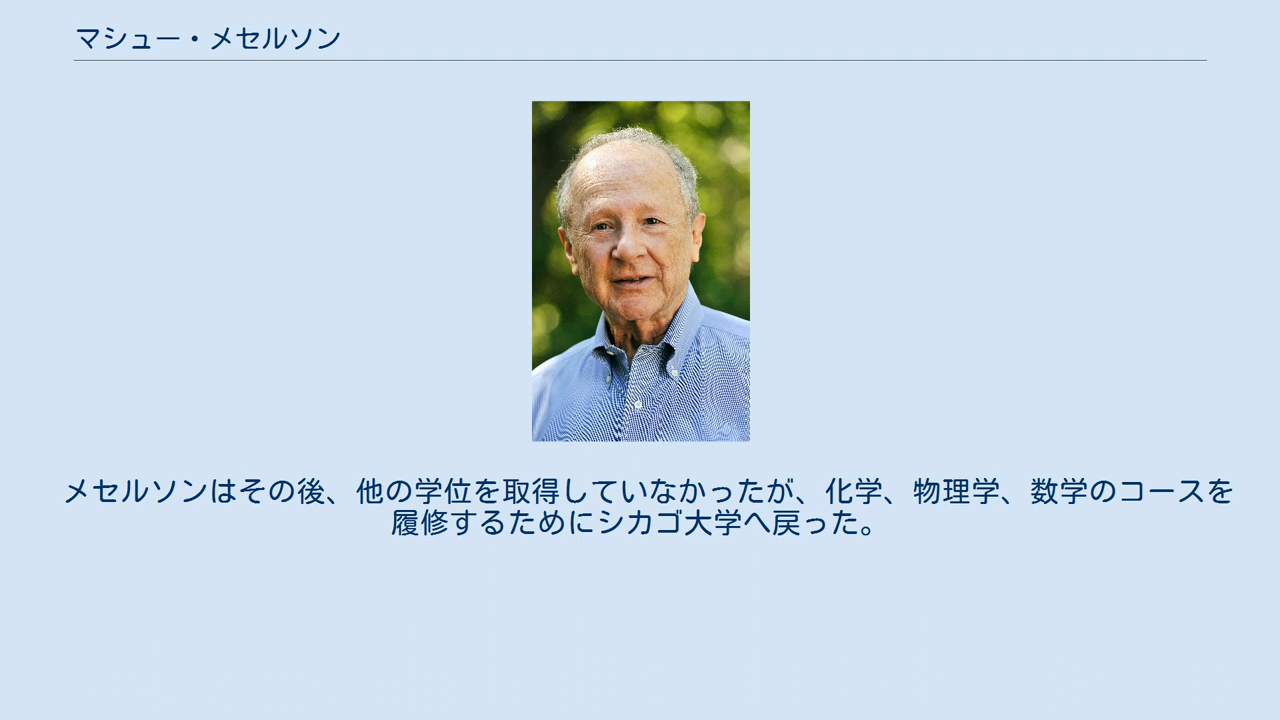 マシュー・メセルソン
メセルソンはその後、他の学位を取得していなかったが、化学、物理学、数学のコースを
履修するためにシカゴ大学へ戻った。